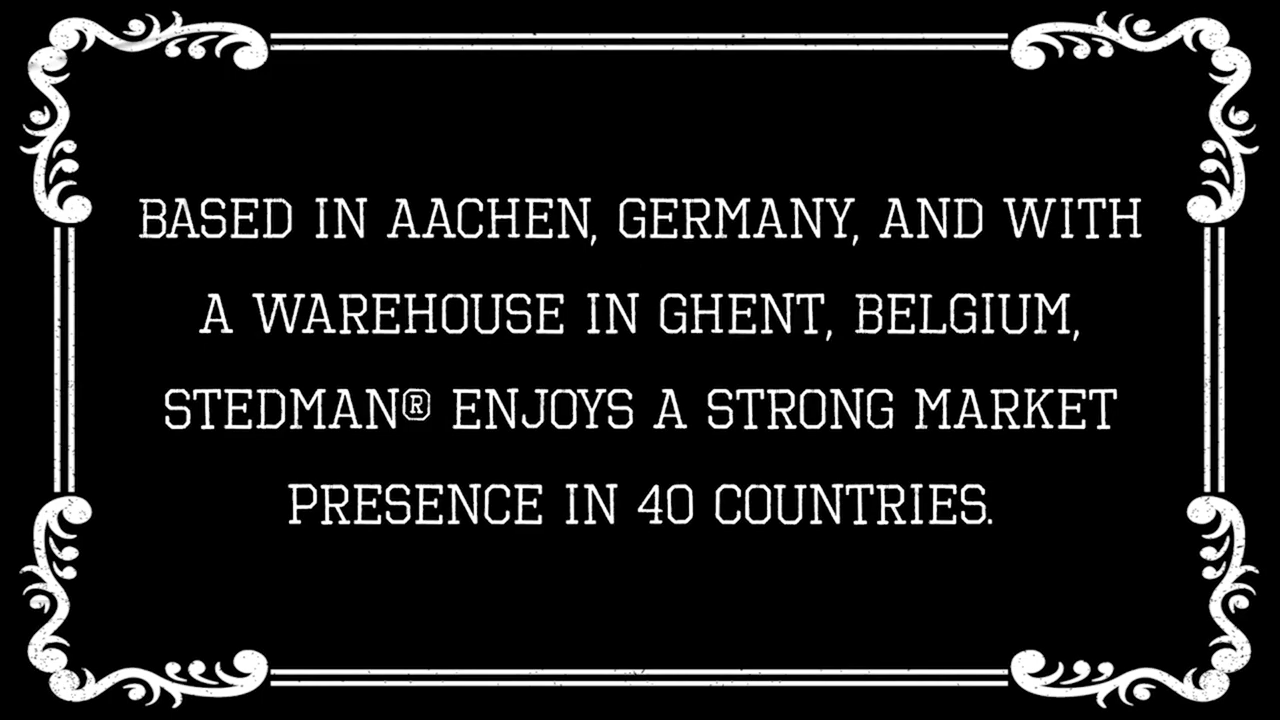 BASED IN AACHEN, GERMANY, AND WITH
A WAREHOUSE IN GHENT, BELGIUM,
STEDMAN® ENJOYS A STRONG MARKET
PRESENCE IN 40 COUNTRIES.